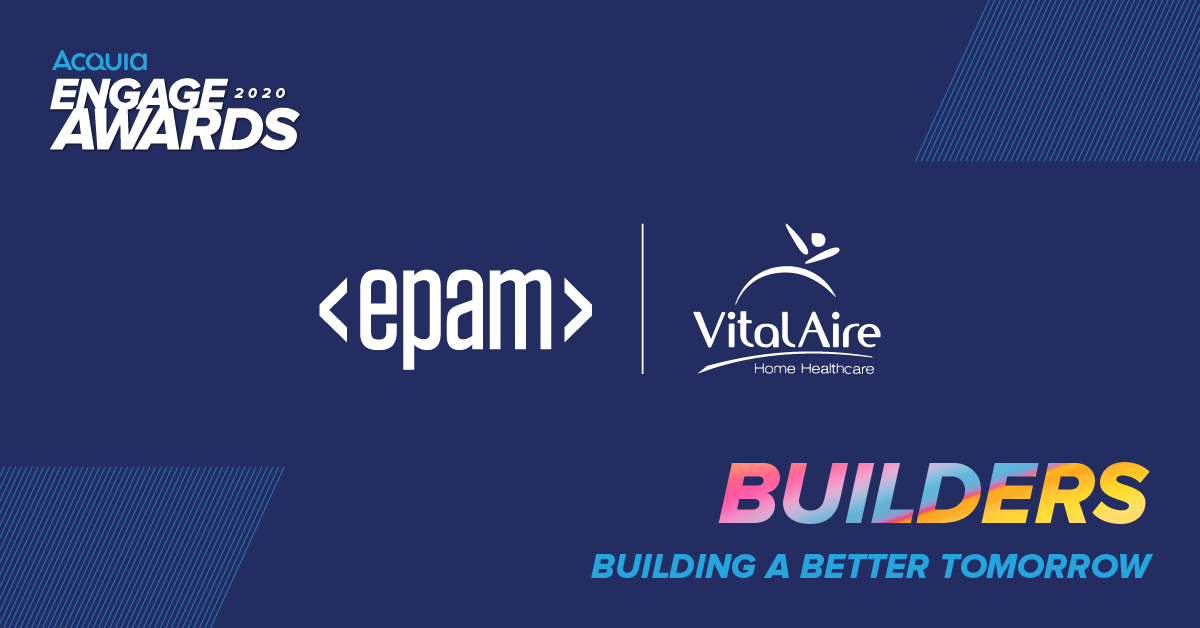 Acquia
ENGAGE 2020
AWARDS
<epam>
VitalAire
Home Healthcare
BUILDERS
BUILDING A BETTER TOMORROW